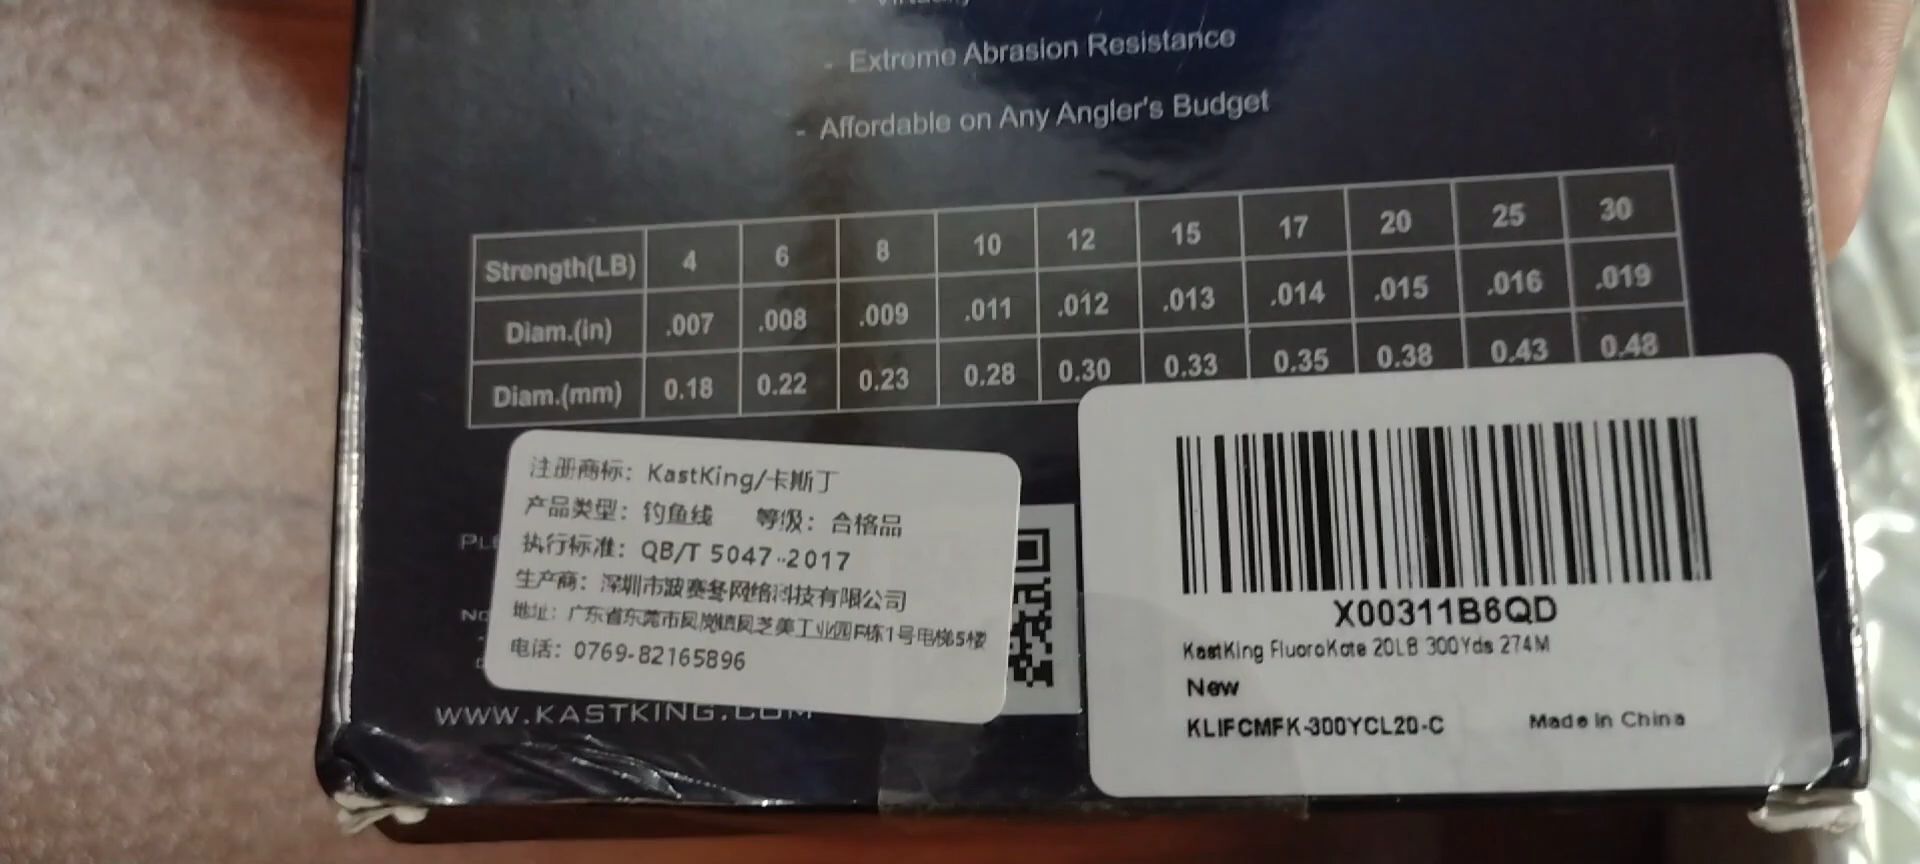 - Extreme Abrasion Resistance
- Affordable on Any Angler's Budget
Strength(LB) 4 6 8 10 12 15 17 20 25 30
Diam.(in) .007 .008 .009 .011 .012 .013 .014 .015 .016 .019
Diam.(mm) 0.18 0.22 0.23 0.28 0.30 0.33 0.35 0.38 0.43 0.48
注册商标：KastKing/卡斯丁
产品类型：钓鱼线 等级：合格品
执行标准：QB/T 5047-2017
生产商：深圳市波赛冬网络科技有限公司
地址：广东省东莞市凤岗镇凤芝美工业园F栋1号电梯5楼
电话：0769-82165896
WWW.KASTKING.COM
X00311B6QD
KastKing FluoroKote 20LB 300Yds 274M
New
KLIFCMFK-300YCL20-C Made in China